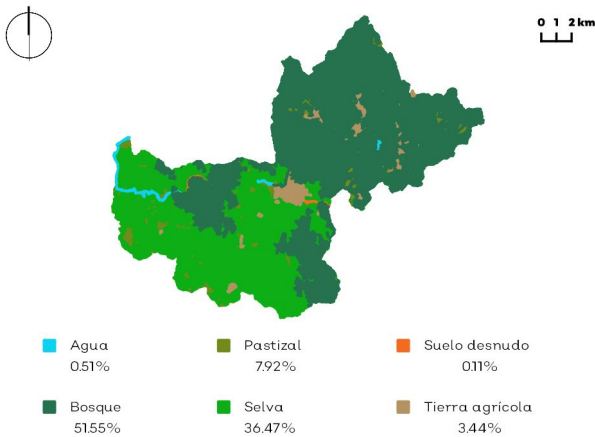 0 1 2 km
Agua
0.51%
Pastizal
7.92%
Suelo desnudo
0.11%
Bosque
51.55%
Selva
36.47%
Tierra agrícola
3.44%